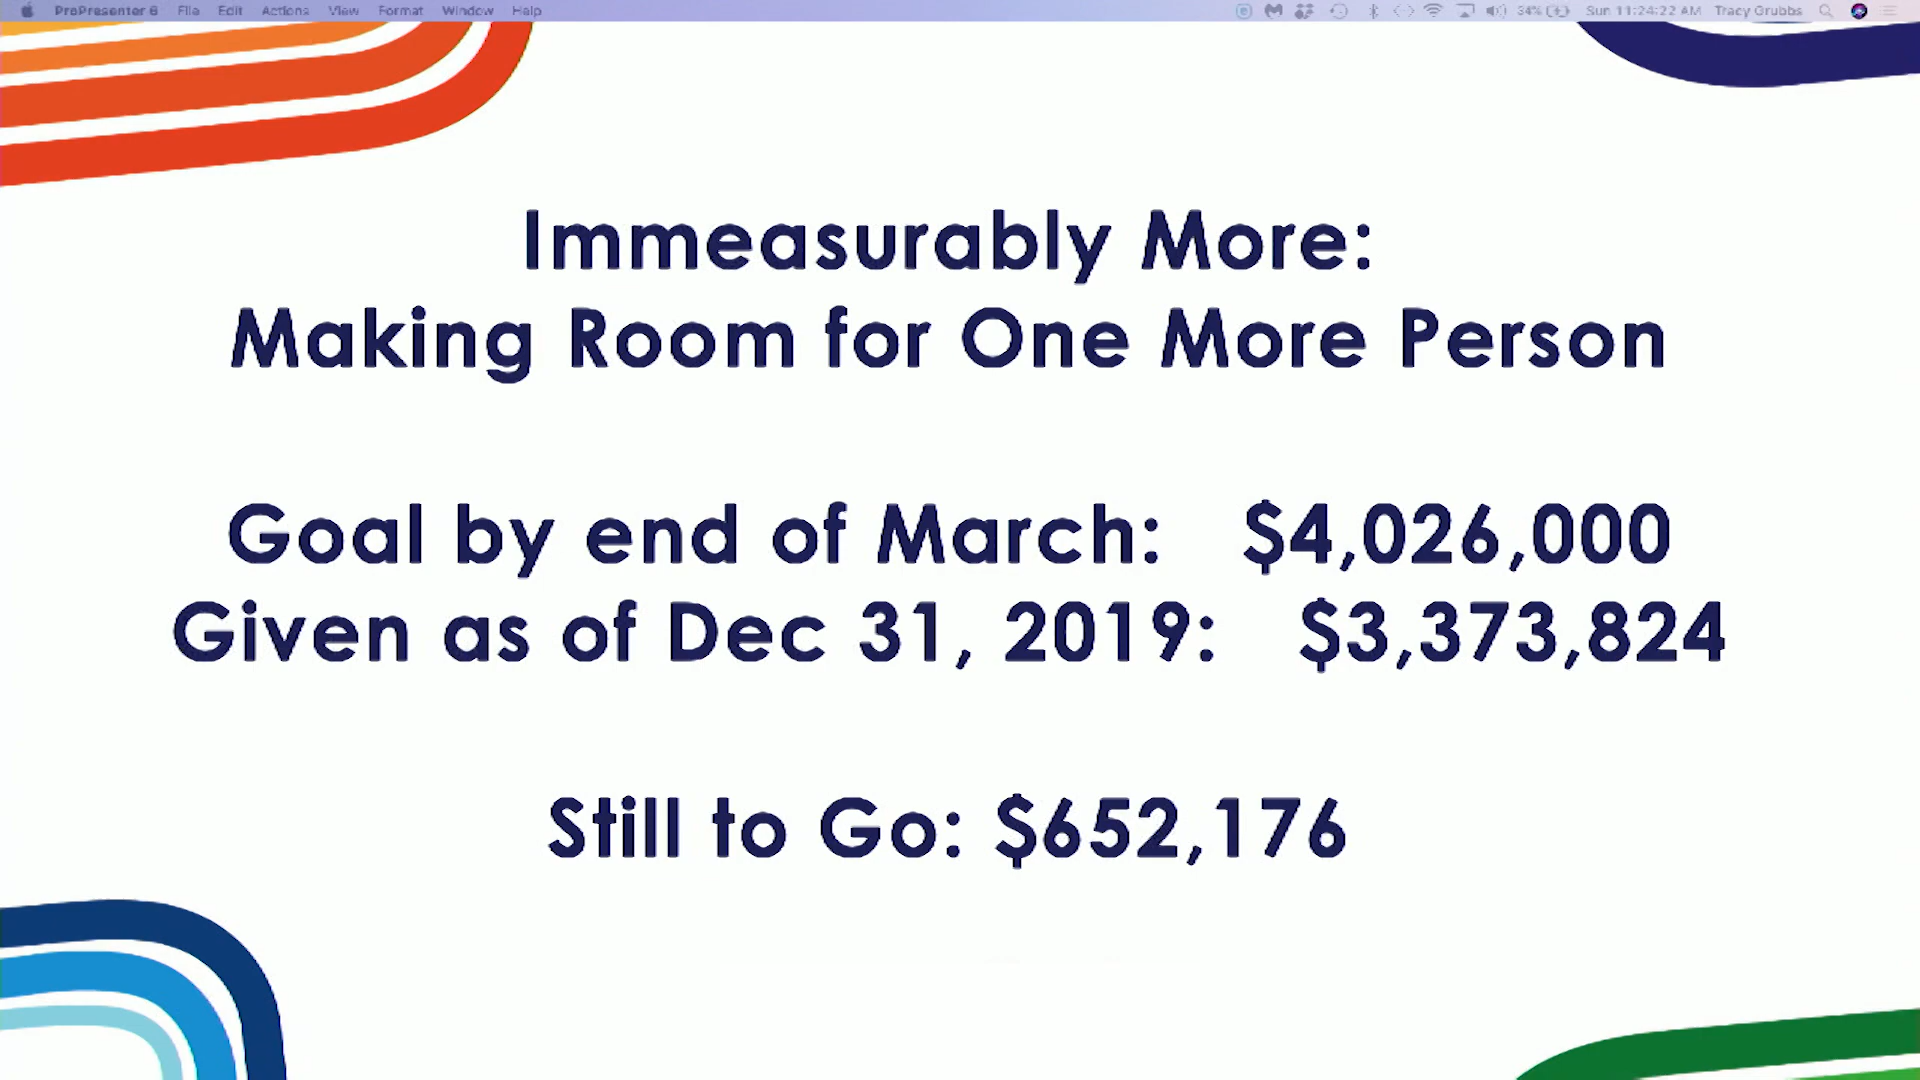 ProPresenter 6 File Edit Actions View Format Window Help 34% Sun 11:24:22 AM Tracy Grubbs
Immeasurably More:
Making Room for One More Person
Goal by end of March: $4,026,000
Given as of Dec 31, 2019: $3,373,824
Still to Go: $652,176